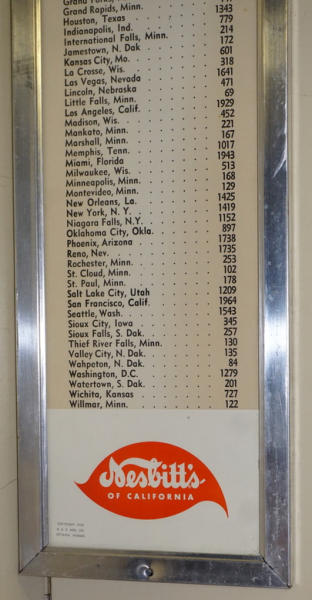 Grand Rapids, Minn.
Houston, Texas . . . . . . . . 1343
Indianapolis, Ind. . . . . . . . 779
International Falls, Minn. . . . . 214
Jamestown, N. Dak . . . . . . . 172
Kansas City, Mo. . . . . . . . 601
La Crosse, Wis. . . . . . . . . 318
Las Vegas, Nevada . . . . . . . 1641
Lincoln, Nebraska . . . . . . . 471
Little Falls, Minn. . . . . . . . 69
Los Angeles, Calif. . . . . . . . 1929
Madison, Wis. . . . . . . . . 452
Mankato, Minn. . . . . . . . . 221
Marshall, Minn. . . . . . . . . 167
Memphis, Tenn. . . . . . . . . 1017
Miami, Florida . . . . . . . . 1943
Milwaukee, Wis. . . . . . . . . 513
Minneapolis, Minn. . . . . . . . 168
Montevideo, Minn. . . . . . . . 129
New Orleans, La. . . . . . . . 1425
New York, N. Y. . . . . . . . . 1419
Niagara Falls, N.Y. . . . . . . . 1152
Oklahoma City, Okla. . . . . . . 897
Phoenix, Arizona . . . . . . . . 1738
Reno, Nev. . . . . . . . . . 1735
Rochester, Minn. . . . . . . . 253
St. Cloud, Minn. . . . . . . . . 102
St. Paul, Minn. . . . . . . . . 178
Salt Lake City, Utah . . . . . . . 1209
San Francisco, Calif. . . . . . . . 1964
Seattle, Wash. . . . . . . . . 1543
Sioux City, Iowa . . . . . . . . 345
Sioux Falls, S. Dak. . . . . . . . 257
Thief River Falls, Minn. . . . . . . 130
Valley City, N. Dak. . . . . . . . 135
Wahpeton, N. Dak. . . . . . . . 84
Washington, D.C. . . . . . . . 1279
Watertown, S. Dak. . . . . . . . 201
Wichita, Kansas . . . . . . . . 727
Willmar, Minn. . . . . . . . . 122
Nesbitt's
OF CALIFORNIA